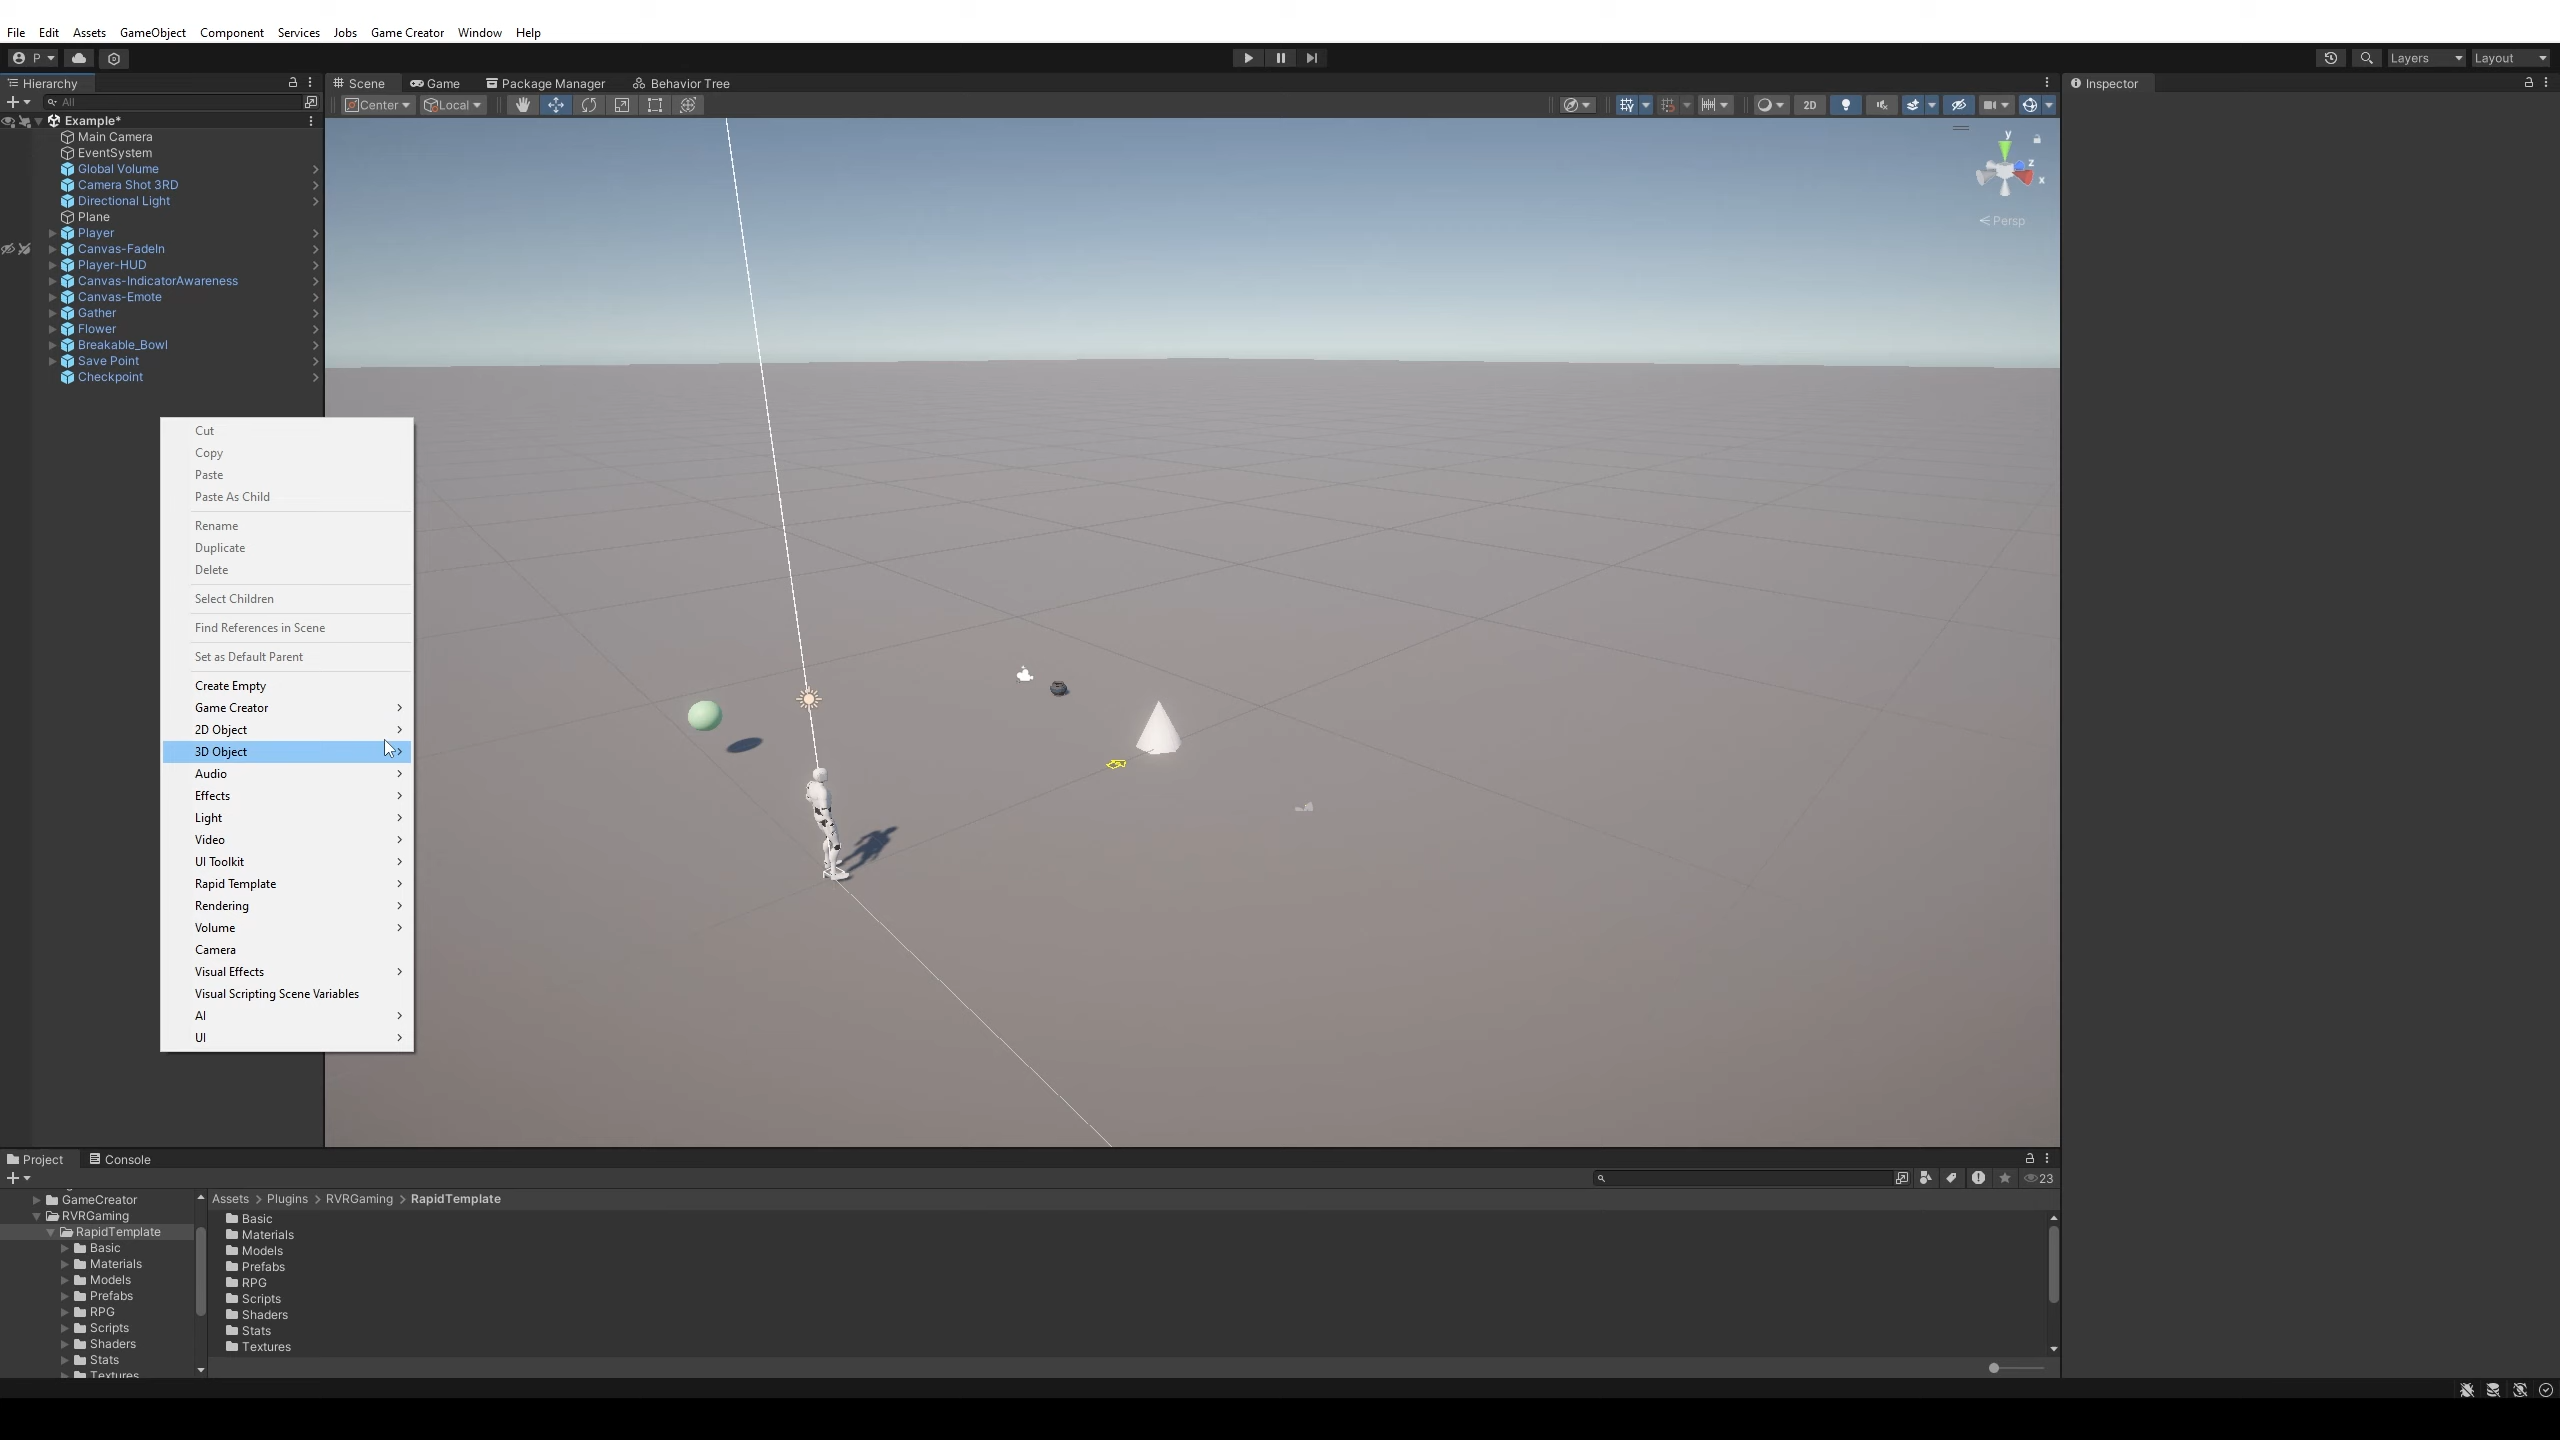 File Edit Assets GameObject Component Services Jobs Game Creator Window Help
P Layers Layout
Hierarchy Scene Game Package Manager Behavior Tree Inspector
All Center Local 2D
Example*
Main Camera
EventSystem
Global Volume
Camera Shot 3RD
Directional Light
Plane
Player
Canvas-FadeIn
Player-HUD
Canvas-IndicatorAwareness
Canvas-Emote
Gather
Flower
Breakable_Bowl
Save Point
Checkpoint
y
z
x
Persp
Cut
Copy
Paste
Paste As Child
Rename
Duplicate
Delete
Select Children
Find References in Scene
Set as Default Parent
Create Empty
Game Creator
2D Object
3D Object
Audio
Effects
Light
Video
UI Toolkit
Rapid Template
Rendering
Volume
Camera
Visual Effects
Visual Scripting Scene Variables
AI
UI
Project Console
23
GameCreator
RVRGaming
RapidTemplate
Basic
Materials
Models
Prefabs
RPG
Scripts
Shaders
Stats
Textures
Assets > Plugins > RVRGaming > RapidTemplate
Basic
Materials
Models
Prefabs
RPG
Scripts
Shaders
Stats
Textures